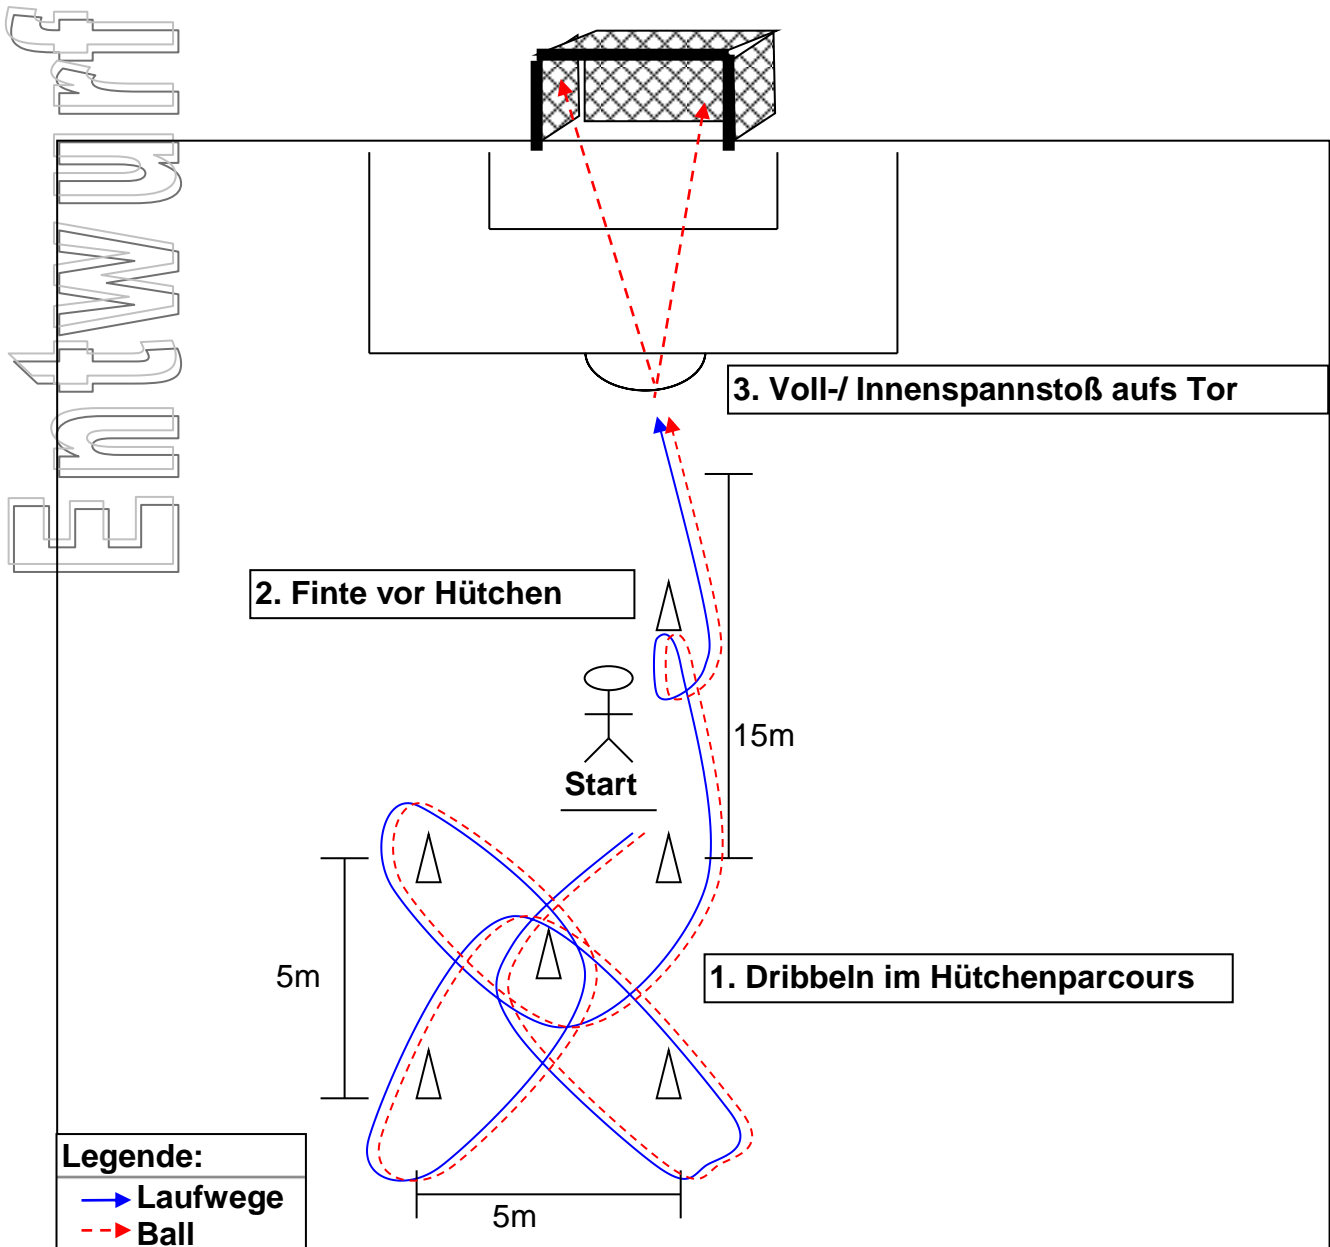 Entwurf
3. Voll-/ Innenspannstoß aufs Tor
2. Finte vor Hütchen
15m
Start
5m
1. Dribbeln im Hütchenparcours
5m
Legende:
Laufwege
Ball